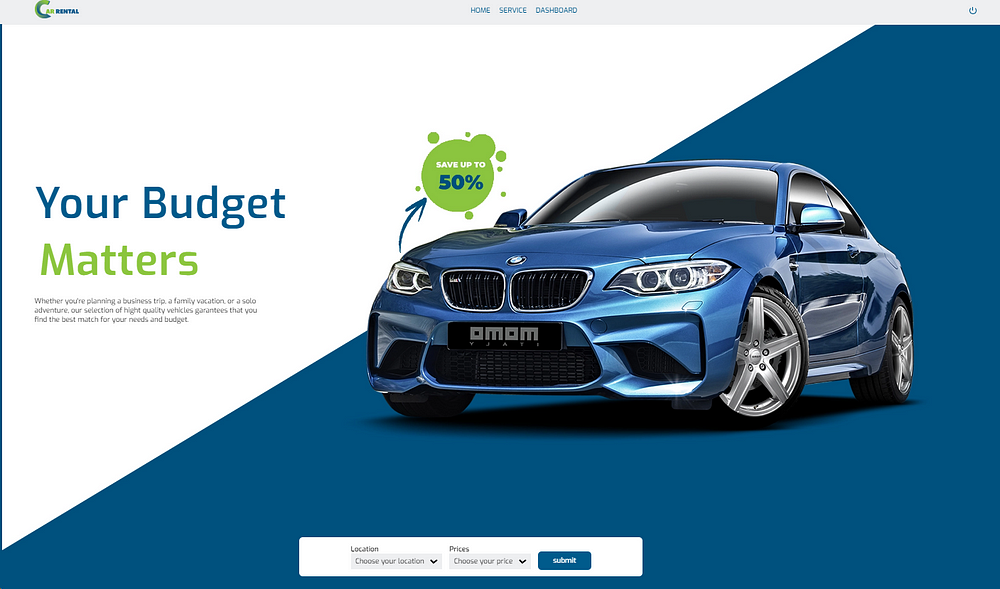 CAR RENTAL
HOME SERVICE DASHBOARD
SAVE UP TO
50%
Your Budget
Matters
Whether you're planning a business trip, a family vacation, or a solo
adventure, our selection of hight quality vehicles garantees that you
find the best match for your needs and budget.
OMOM
YJATI
Location Prices
Choose your location Choose your price submit